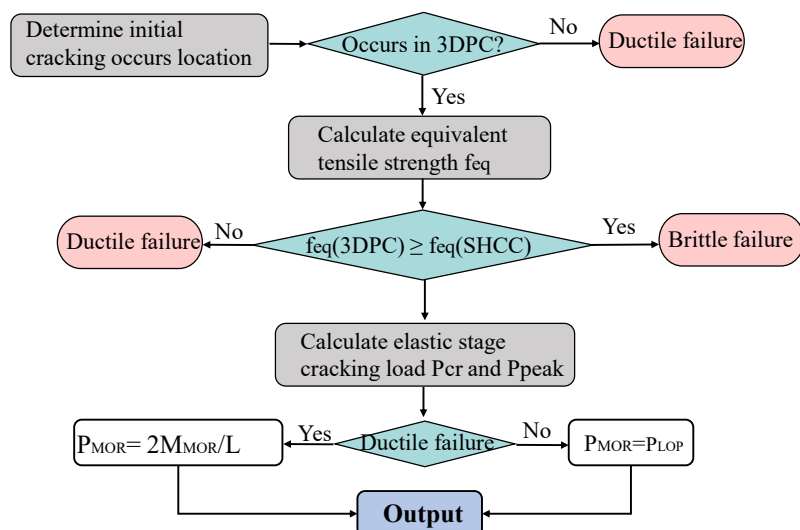 Determine initial
cracking occurs location
Occurs in 3DPC?
No
Ductile failure
Yes
Calculate equivalent
tensile strength feq
Ductile failure
No
feq(3DPC) ≥ feq(SHCC)
Yes
Brittle failure
Calculate elastic stage
cracking load Pcr and Ppeak
PMOR= 2MMOR/L
Yes
Ductile failure
No
PMOR=PLOP
Output